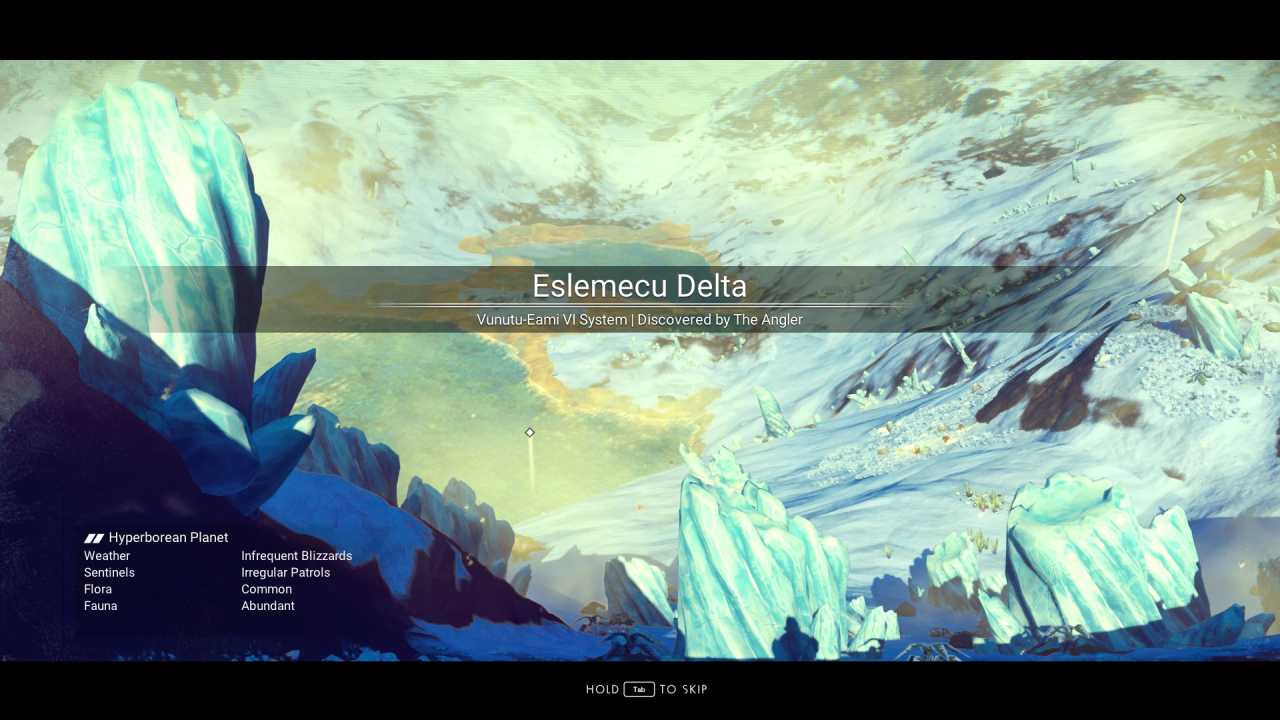 Eslemecu Delta
Vunutu-Eami VI System | Discovered by The Angler
Hyperborean Planet
Weather Infrequent Blizzards
Sentinels Irregular Patrols
Flora Common
Fauna Abundant
HOLD Tab TO SKIP